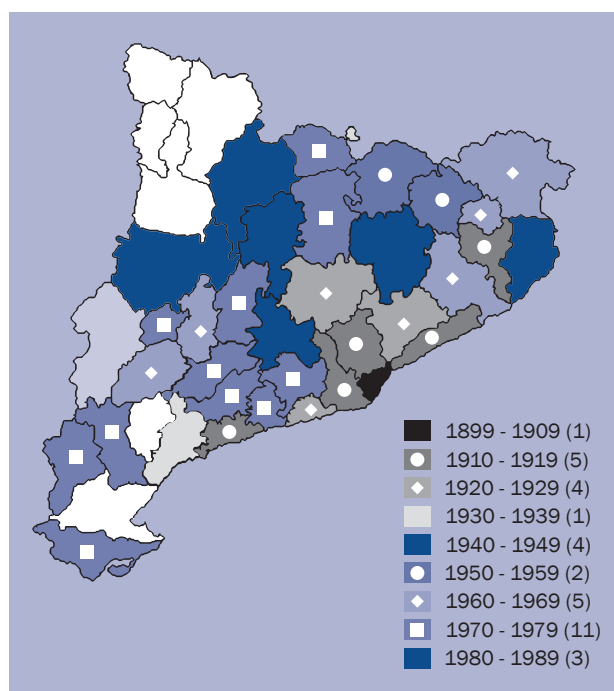 1899 - 1909 (1)
1910 - 1919 (5)
1920 - 1929 (4)
1930 - 1939 (1)
1940 - 1949 (4)
1950 - 1959 (2)
1960 - 1969 (5)
1970 - 1979 (11)
1980 - 1989 (3)